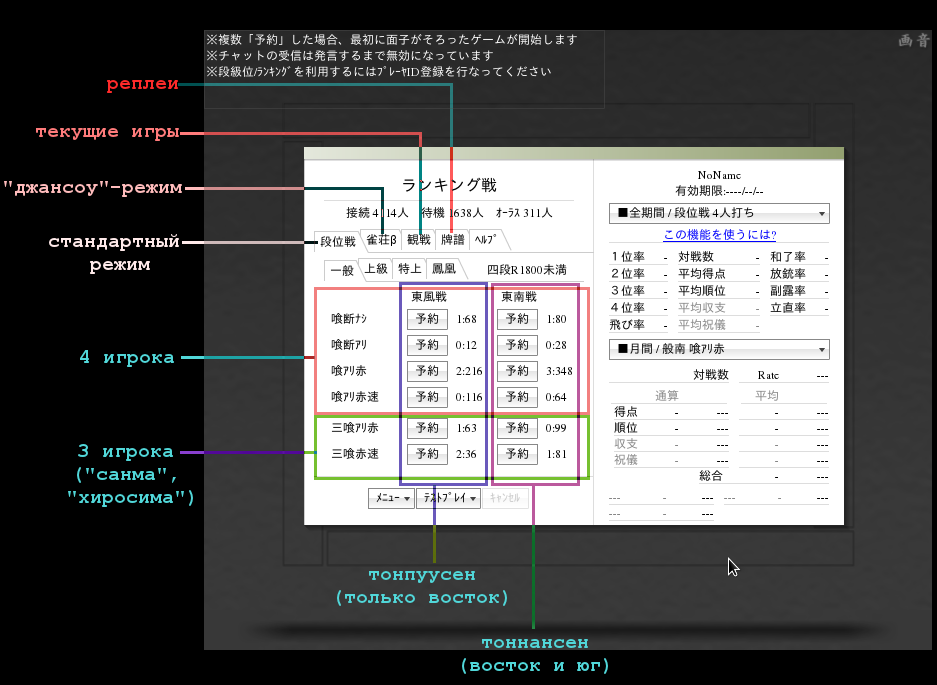 ※複数「予約」した場合、最初に面子がそろったゲームが開始します
※チャットの受信は発言するまで無効になっています
※段級位/ﾗﾝｷﾝｸﾞを利用するにはﾌﾟﾚｰﾔID登録を行なってください
画 音
реплеи
текущие игры
"джансоу"-режим
стандартный
режим
4 игрока
3 игрока
("санма",
"хиросима")
ランキング戦
接続 4 14人 待機 1638人 ｵｰﾗｽ 311人
段位戦 雀荘β 観戦 牌譜 ﾍﾙﾌﾟ
一般 上級 特上 鳳凰 四段R1800未満
東風戦 東南戦
喰断ﾅｼ 予約 1:68 予約 1:80
喰断ｱﾘ 予約 0:12 予約 0:28
喰ｱﾘ赤 予約 2:216 予約 3:348
喰ｱﾘ赤速 予約 0:116 予約 0:64
三喰ｱﾘ赤 予約 1:63 予約 0:99
三喰赤速 予約 2:36 予約 1:81
ﾒﾆｭｰ ﾃｽﾄﾌﾟﾚｲ ｷｬﾝｾﾙ
NoName
有効期限:----/--/--
■全期間 / 段位戦 4人打ち
この機能を使うには?
1位率 - 対戦数 - 和了率 -
2位率 - 平均得点 - 放銃率 -
3位率 - 平均順位 - 副露率 -
4位率 - 平均収支 - 立直率 -
飛び率 - 平均祝儀 -
■月間 / 般南 喰ｱﾘ赤
対戦数 Rate ---
通算 平均
得点 - --- - ---
順位 - --- - ---
収支 - --- - ---
祝儀 - --- - ---
総合 - ---
--- - --- --- - ---
--- - ---
тонпуусен
(только восток)
тоннансен
(восток и юг)